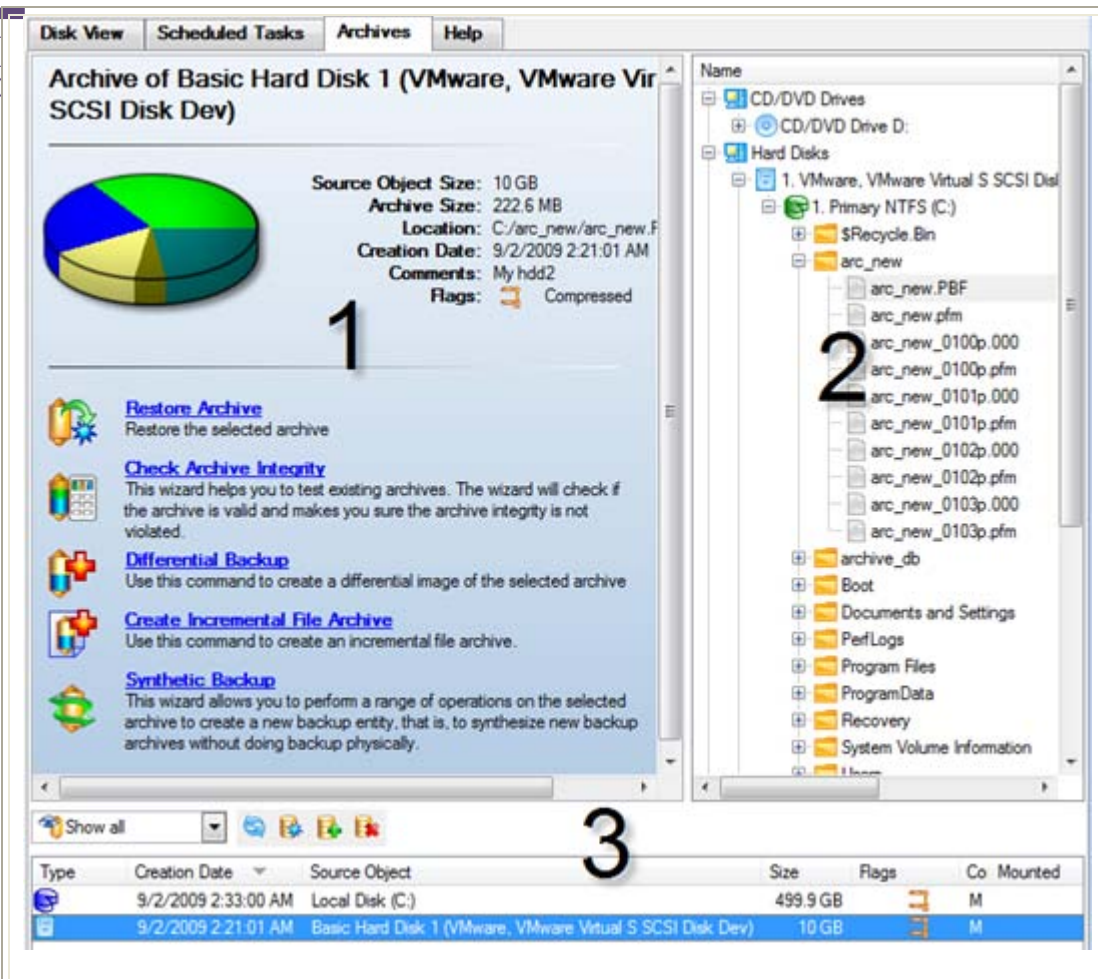 Disk View Scheduled Tasks Archives Help
Archive of Basic Hard Disk 1 (VMware, VMware Vir
SCSI Disk Dev)
Source Object Size: 10 GB
Archive Size: 222.6 MB
Location: C:/arc_new/arc_new.F
Creation Date: 9/2/2009 2:21:01 AM
Comments: My hdd2
Flags: Compressed
1
Restore Archive
Restore the selected archive
Check Archive Integrity
This wizard helps you to test existing archives. The wizard will check if
the archive is valid and makes you sure the archive integrity is not
violated.
Differential Backup
Use this command to create a differential image of the selected archive
Create Incremental File Archive
Use this command to create an incremental file archive.
Synthetic Backup
This wizard allows you to perform a range of operations on the selected
archive to create a new backup entity, that is, to synthesize new backup
archives without doing backup physically.
Name
CD/DVD Drives
CD/DVD Drive D:
Hard Disks
1. VMware, VMware Virtual S SCSI Disk
1. Primary NTFS (C:)
$Recycle.Bin
arc_new
arc_new.PBF
arc_new.pfm
2
arc_new_0100p.000
arc_new_0100p.pfm
arc_new_0101p.000
arc_new_0101p.pfm
arc_new_0102p.000
arc_new_0102p.pfm
arc_new_0103p.000
arc_new_0103p.pfm
archive_db
Boot
Documents and Settings
PerfLogs
Program Files
ProgramData
Recovery
System Volume Information
Users
Show all
3
Type Creation Date Source Object Size Flags Co Mounted
9/2/2009 2:33:00 AM Local Disk (C:) 499.9 GB M
9/2/2009 2:21:01 AM Basic Hard Disk 1 (VMware, VMware Virtual S SCSI Disk Dev) 10 GB M